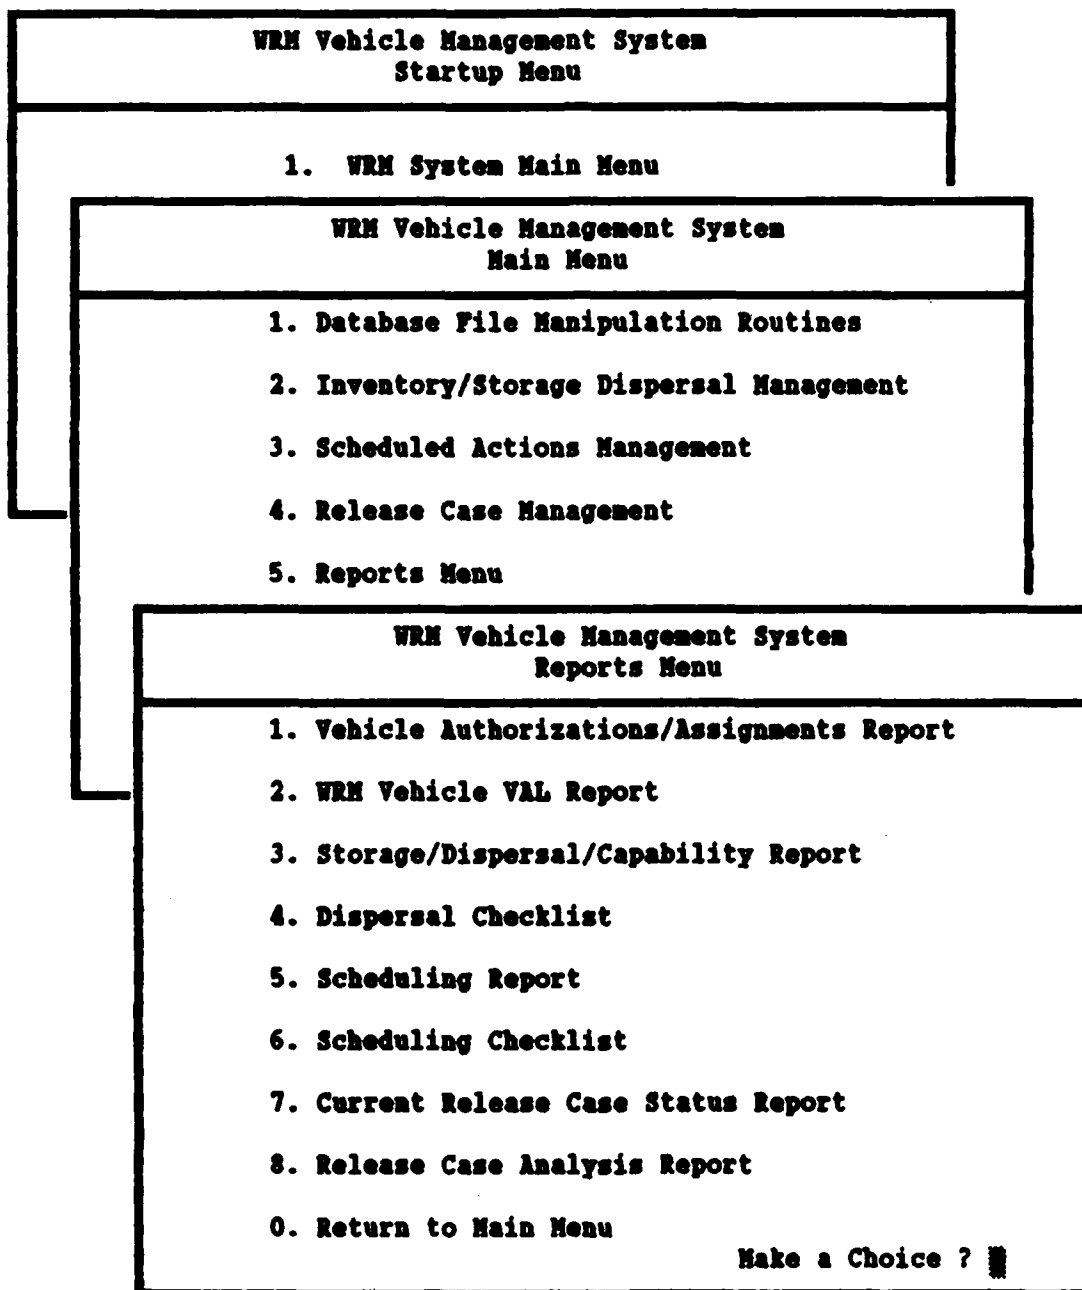 WRM Vehicle Management System
Startup Menu
1. WRM System Main Menu
WRM Vehicle Management System
Main Menu
1. Database File Manipulation Routines
2. Inventory/Storage Dispersal Management
3. Scheduled Actions Management
4. Release Case Management
5. Reports Menu
WRM Vehicle Management System
Reports Menu
1. Vehicle Authorizations/Assignments Report
2. WRM Vehicle VAL Report
3. Storage/Dispersal/Capability Report
4. Dispersal Checklist
5. Scheduling Report
6. Scheduling Checklist
7. Current Release Case Status Report
8. Release Case Analysis Report
0. Return to Main Menu
Make a Choice ?